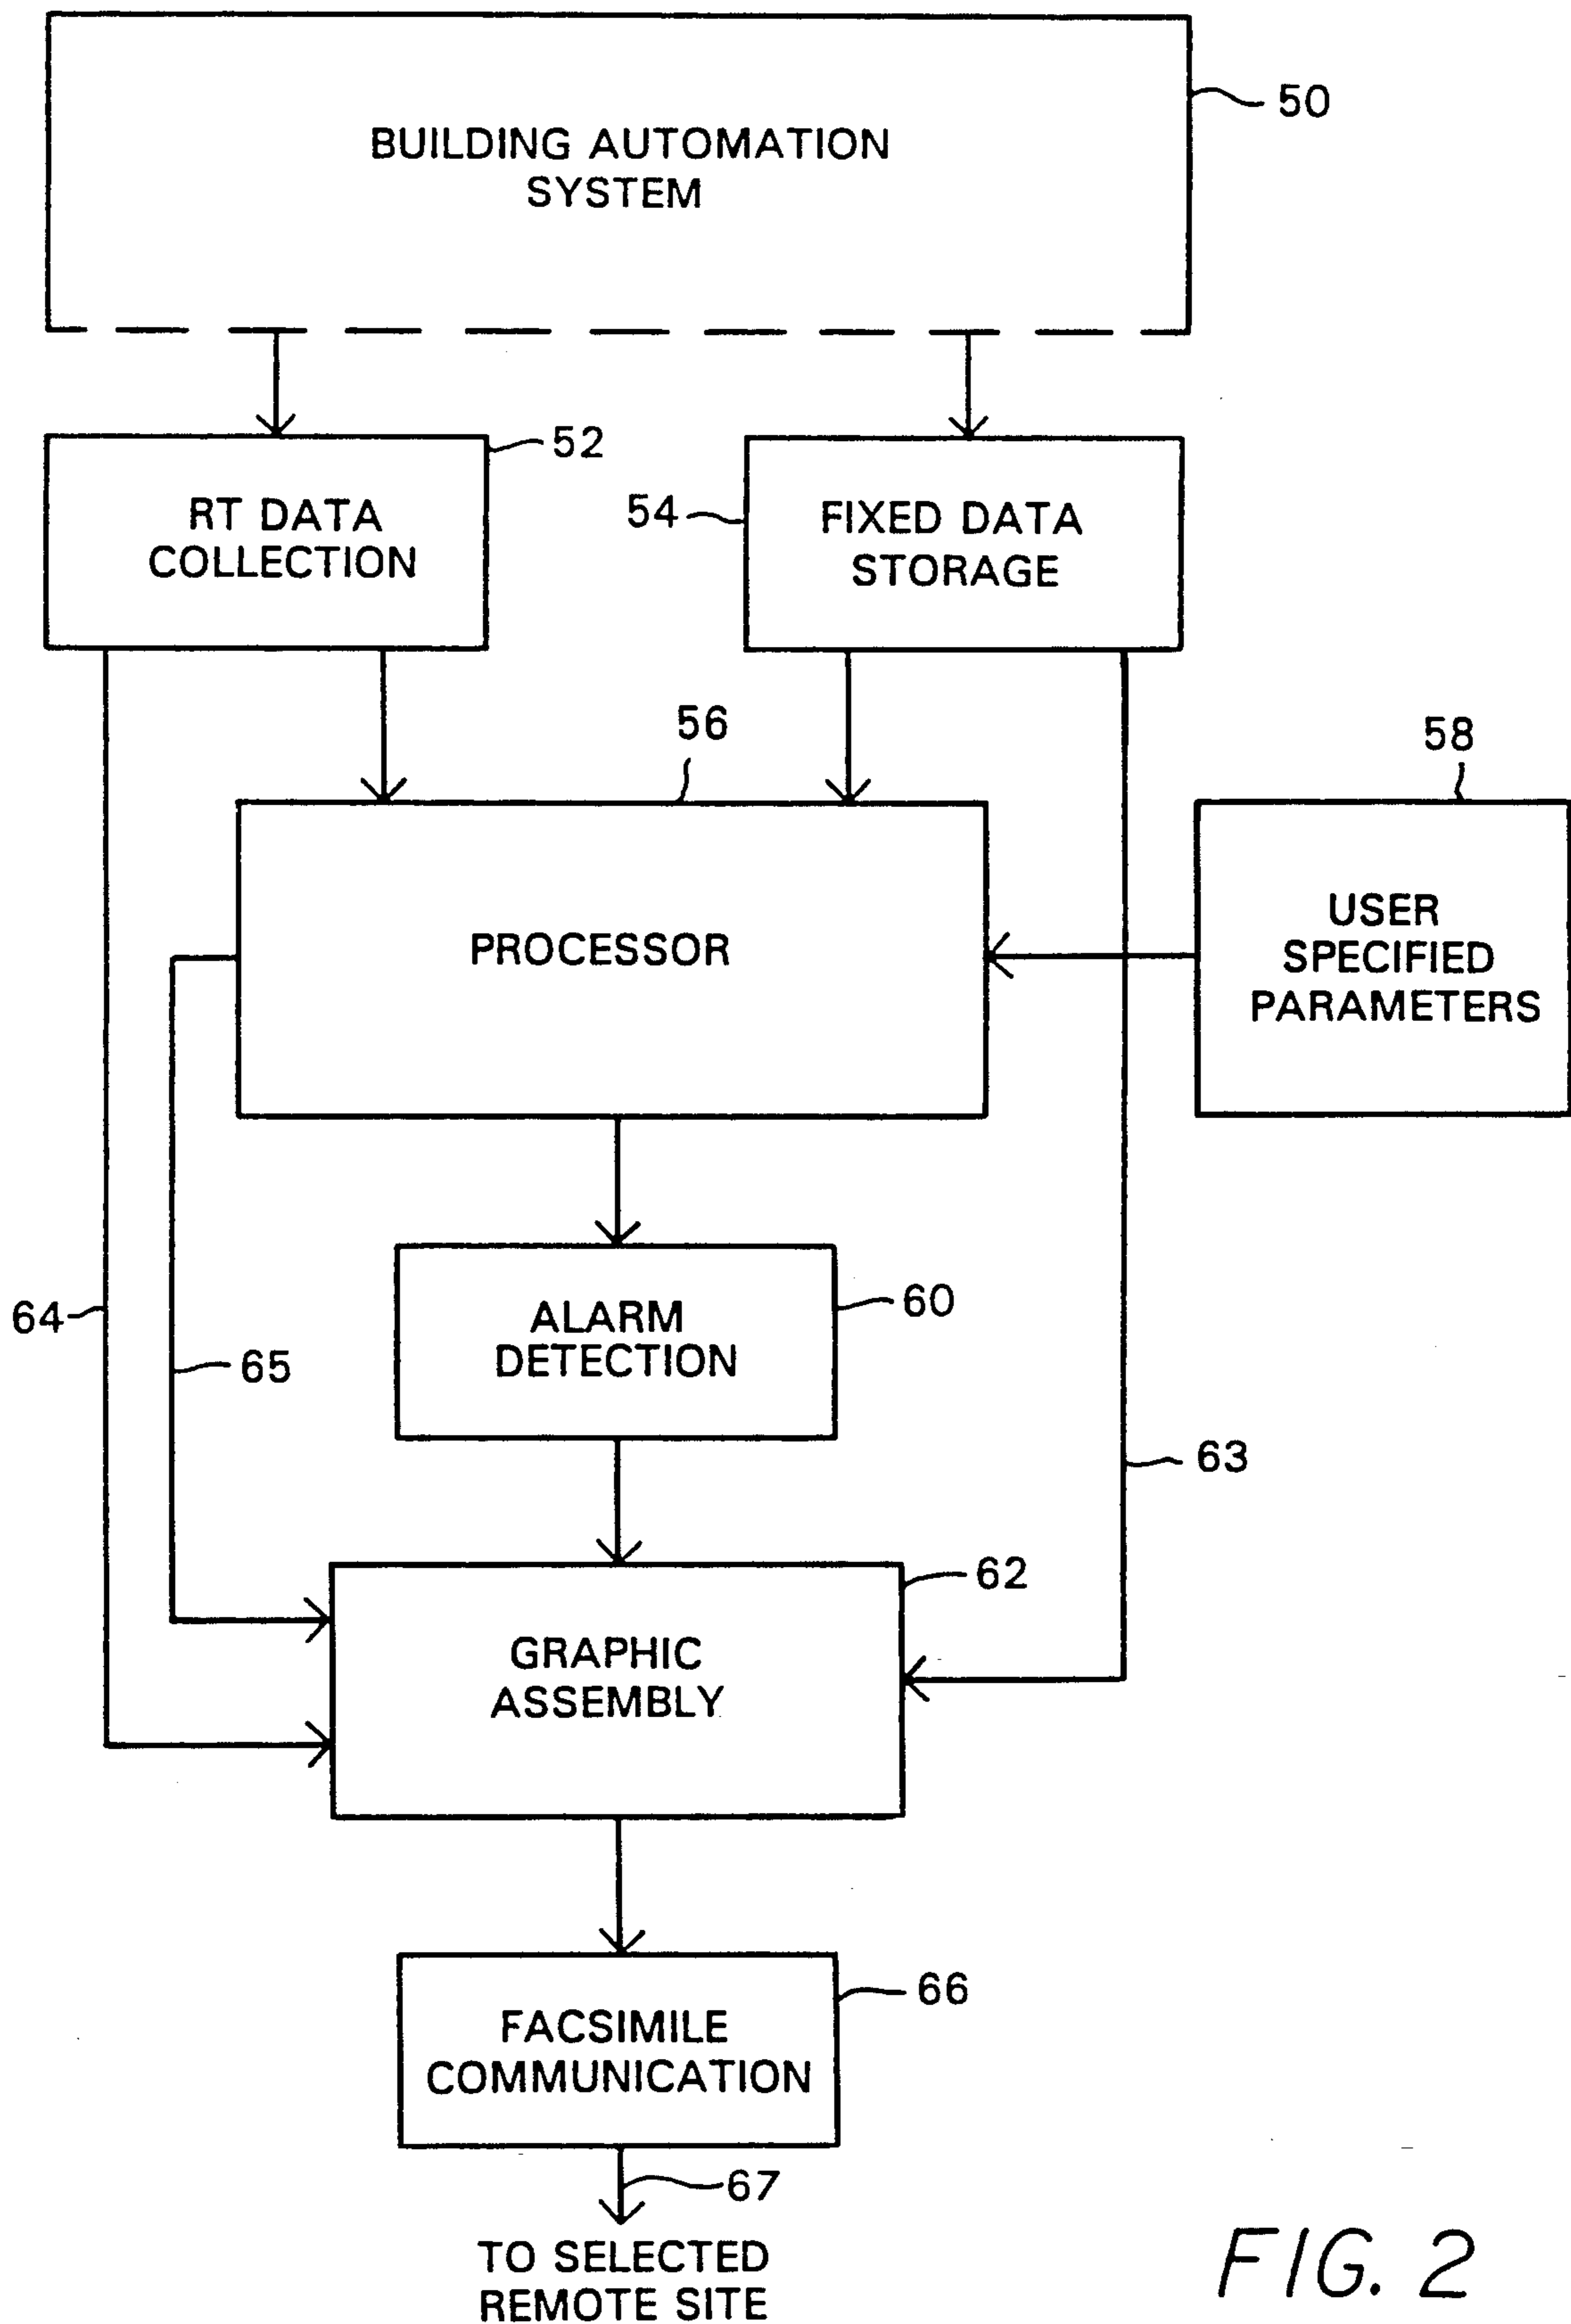 BUILDING AUTOMATION
SYSTEM
50
RT DATA
COLLECTION
52
54
FIXED DATA
STORAGE
56
58
PROCESSOR
USER
SPECIFIED
PARAMETERS
ALARM
DETECTION
60
64
65
63
62
GRAPHIC
ASSEMBLY
66
FACSIMILE
COMMUNICATION
67
TO SELECTED
REMOTE SITE
FIG. 2